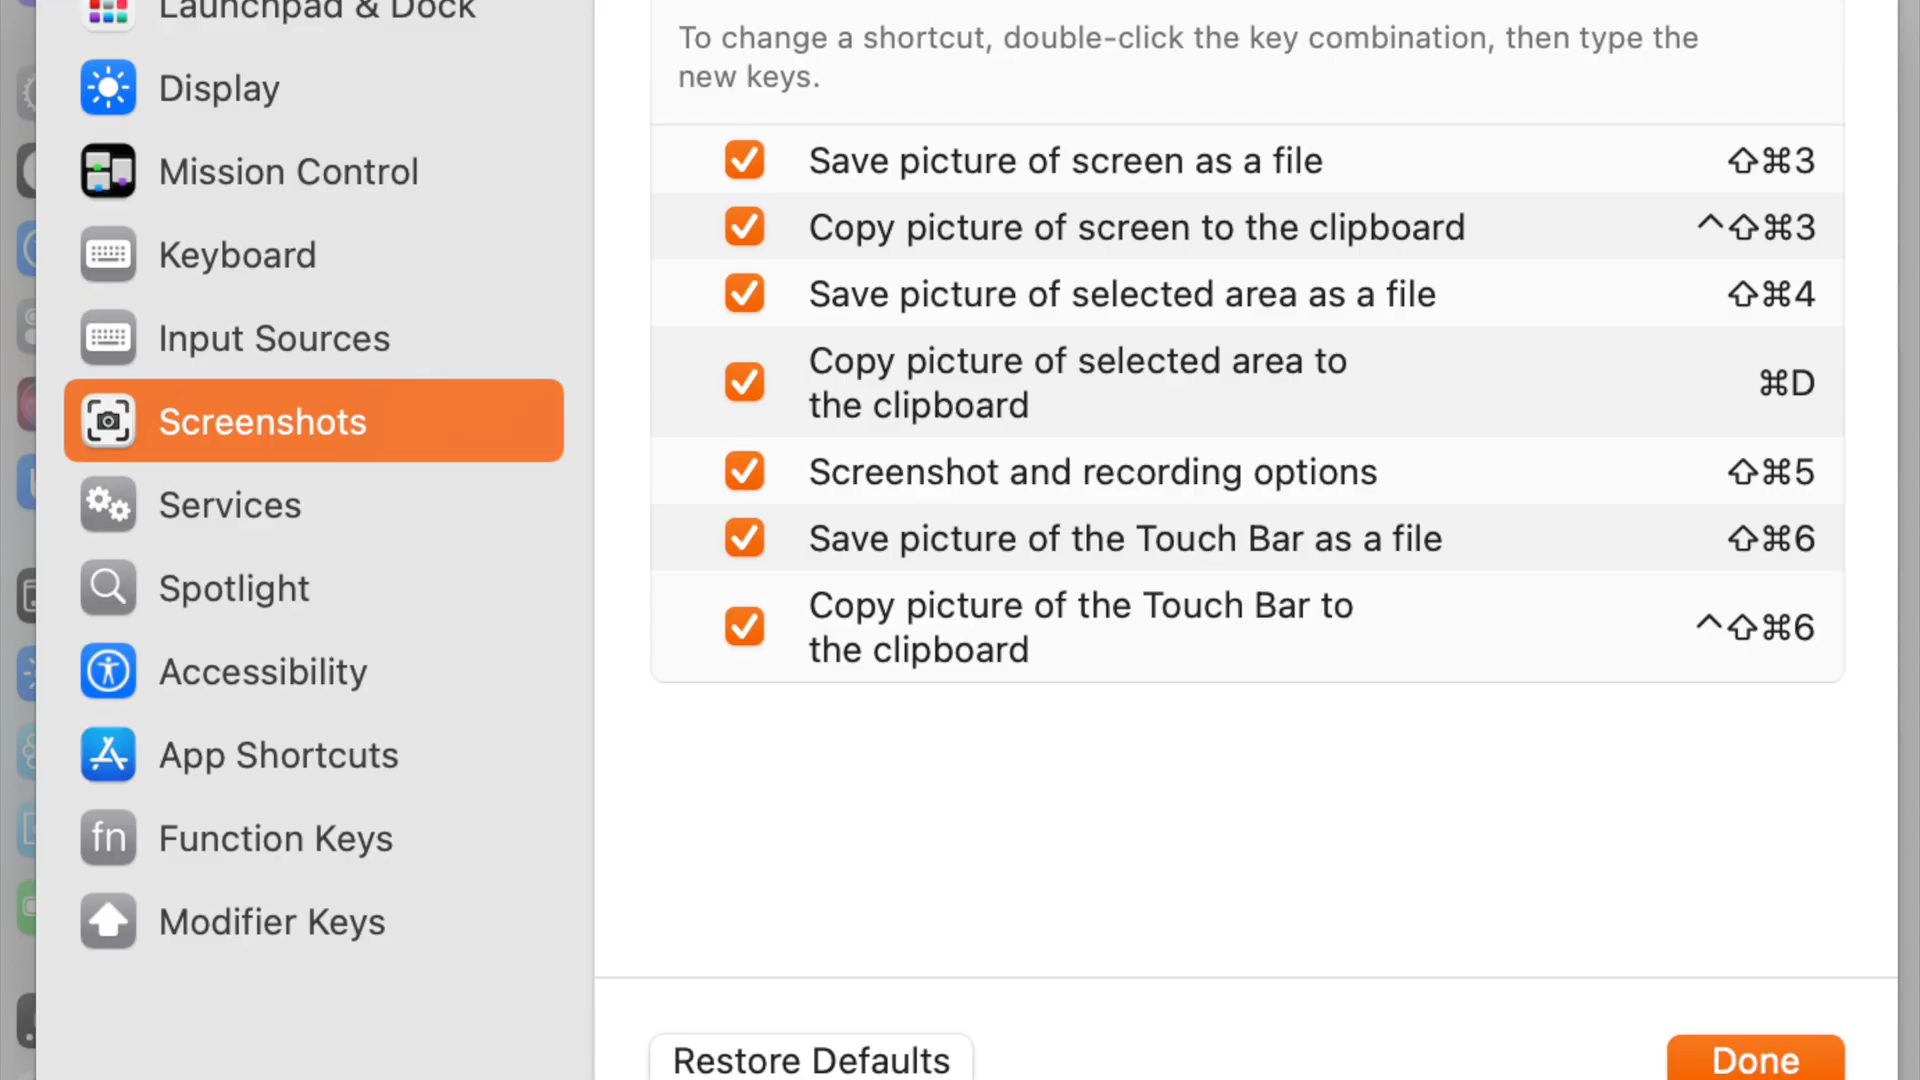 Launchpad & Dock
Display
Mission Control
Keyboard
Input Sources
Screenshots
Services
Spotlight
Accessibility
App Shortcuts
fn Function Keys
Modifier Keys
To change a shortcut, double-click the key combination, then type the
new keys.
Save picture of screen as a file ⇧⌘3
Copy picture of screen to the clipboard ^⇧⌘3
Save picture of selected area as a file ⇧⌘4
Copy picture of selected area to
the clipboard ⌘D
Screenshot and recording options ⇧⌘5
Save picture of the Touch Bar as a file ⇧⌘6
Copy picture of the Touch Bar to
the clipboard ^⇧⌘6
Restore Defaults
Done